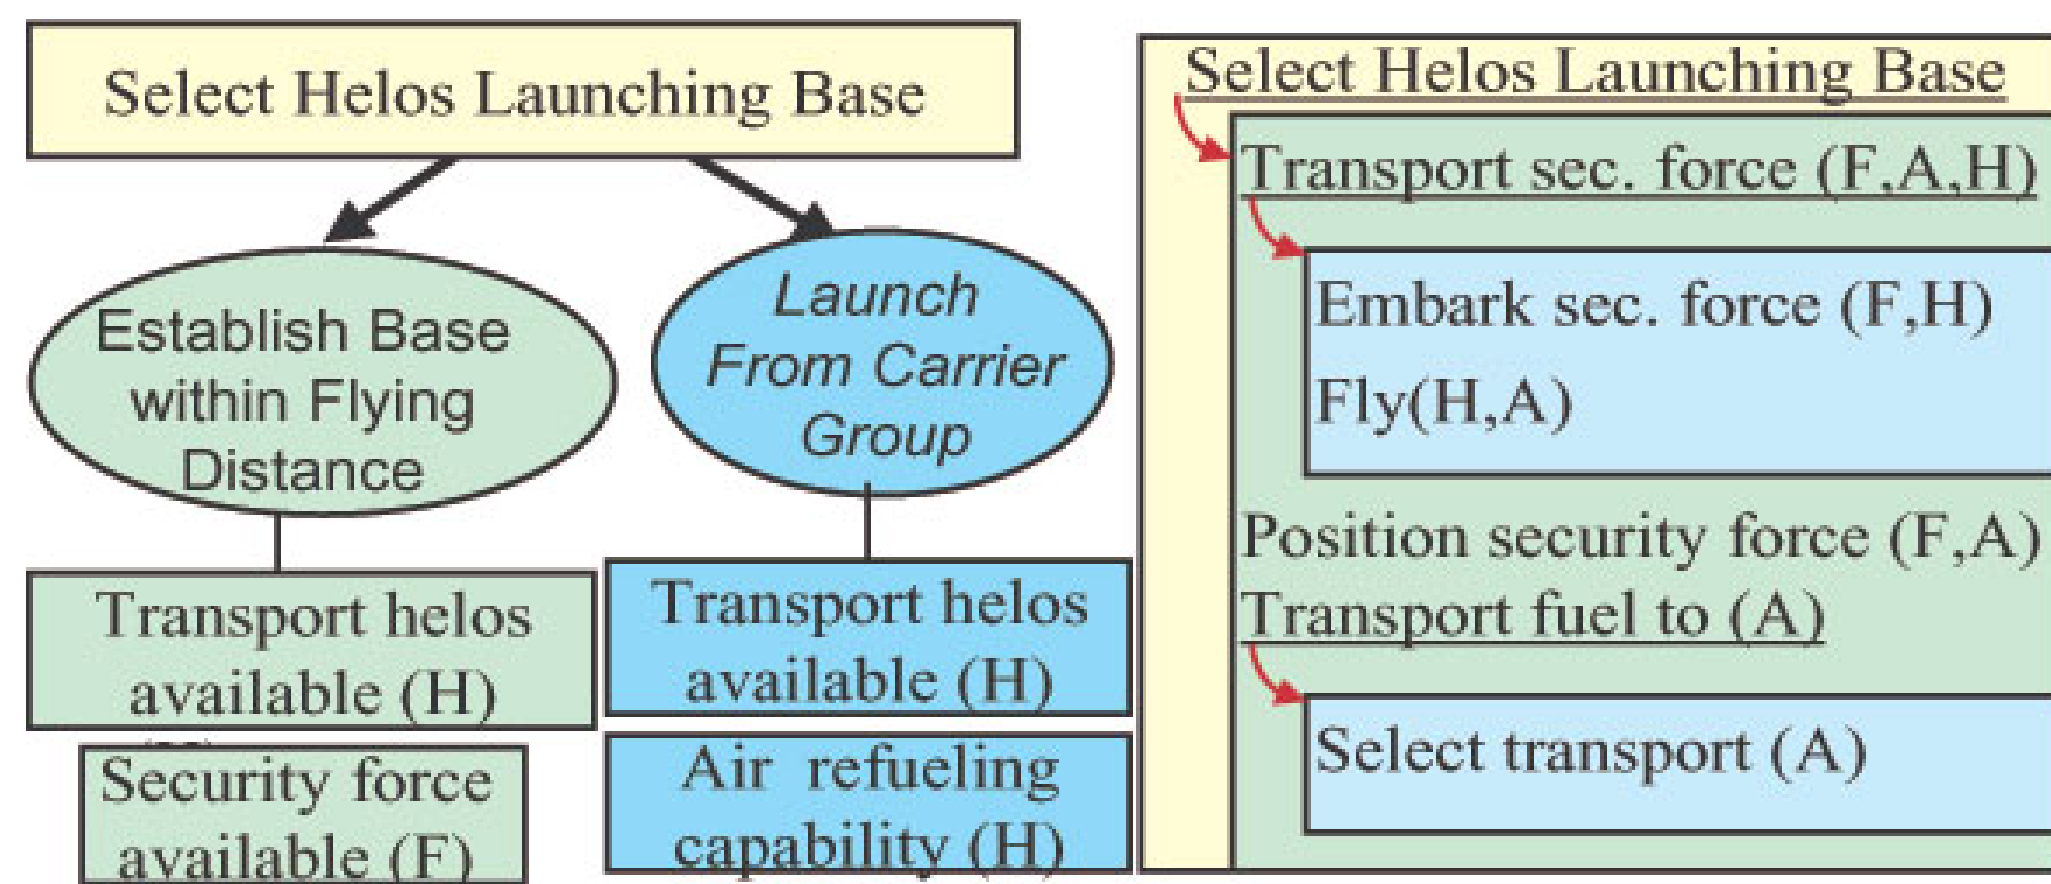 Select Helos Launching Base
Establish Base
within Flying
Distance
Launch
From Carrier
Group
Transport helos
available (H)
Security force
available (F)
Transport helos
available (H)
Air refueling
capability (H)
Select Helos Launching Base
Transport sec. force (F,A,H)
Embark sec. force (F,H)
Fly(H,A)
Position security force (F,A)
Transport fuel to (A)
Select transport (A)